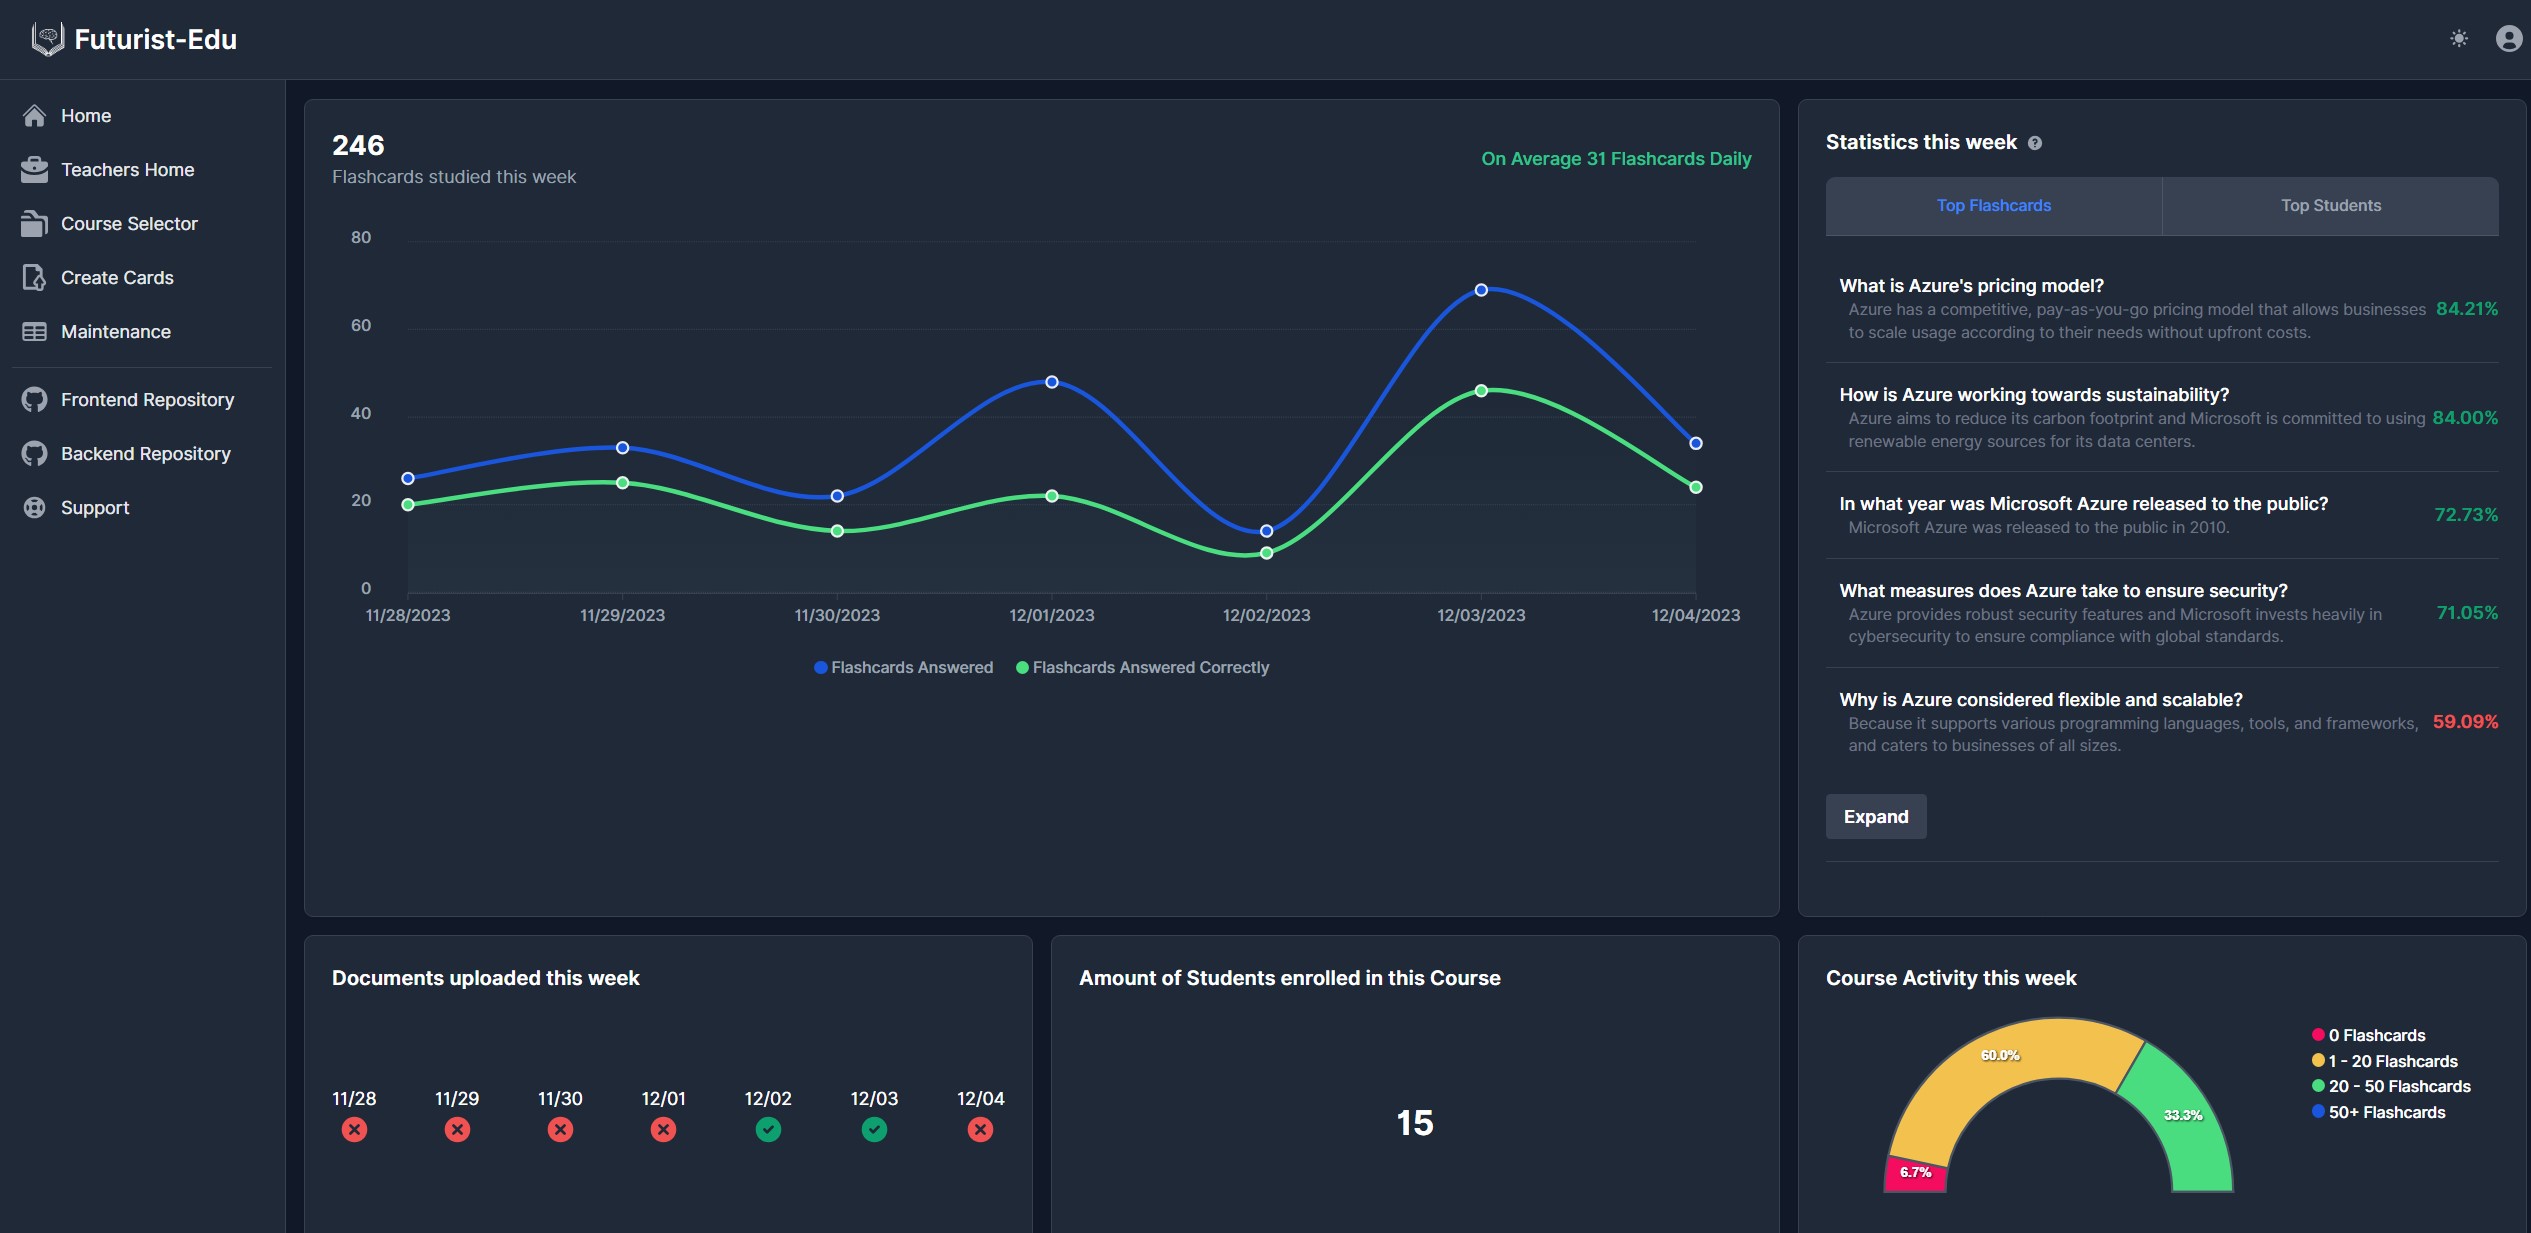 Futurist-Edu
Home
Teachers Home
Course Selector
Create Cards
Maintenance
Frontend Repository
Backend Repository
Support
246
Flashcards studied this week
On Average 31 Flashcards Daily
80
60
40
20
0
11/28/2023 11/29/2023 11/30/2023 12/01/2023 12/02/2023 12/03/2023 12/04/2023
Flashcards Answered Flashcards Answered Correctly
Statistics this week ?
Top Flashcards Top Students
What is Azure's pricing model?
Azure has a competitive, pay-as-you-go pricing model that allows businesses
to scale usage according to their needs without upfront costs.
84.21%
How is Azure working towards sustainability?
Azure aims to reduce its carbon footprint and Microsoft is committed to using
renewable energy sources for its data centers.
84.00%
In what year was Microsoft Azure released to the public?
Microsoft Azure was released to the public in 2010.
72.73%
What measures does Azure take to ensure security?
Azure provides robust security features and Microsoft invests heavily in
cybersecurity to ensure compliance with global standards.
71.05%
Why is Azure considered flexible and scalable?
Because it supports various programming languages, tools, and frameworks,
and caters to businesses of all sizes.
59.09%
Expand
Documents uploaded this week
11/28 11/29 11/30 12/01 12/02 12/03 12/04
Amount of Students enrolled in this Course
15
Course Activity this week
60.0%
33.3%
6.7%
0 Flashcards
1 - 20 Flashcards
20 - 50 Flashcards
50+ Flashcards